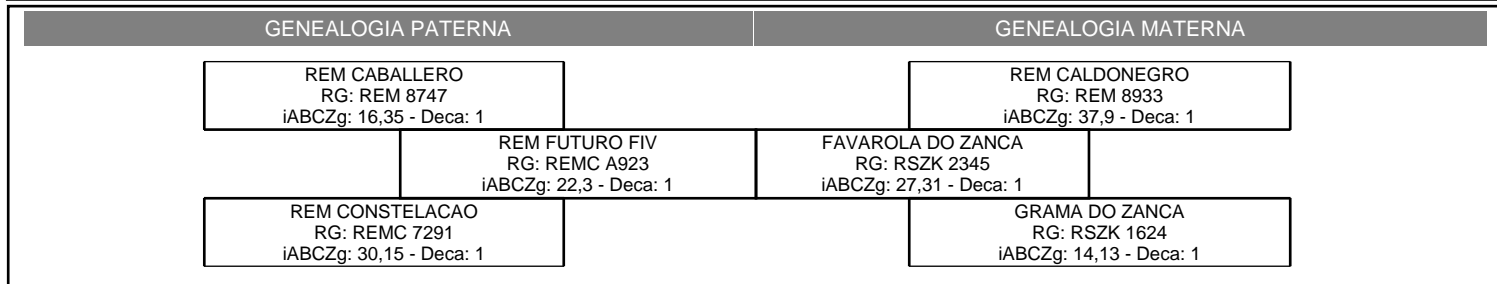 GENEALOGIA PATERNA
GENEALOGIA MATERNA
REM CABALLERO
RG: REM 8747
iABCZg: 16,35 - Deca: 1
REM FUTURO FIV
RG: REMC A923
iABCZg: 22,3 - Deca: 1
REM CONSTELACAO
RG: REMC 7291
iABCZg: 30,15 - Deca: 1
REM CALDONEGRO
RG: REM 8933
iABCZg: 37,9 - Deca: 1
FAVAROLA DO ZANCA
RG: RSZK 2345
iABCZg: 27,31 - Deca: 1
GRAMA DO ZANCA
RG: RSZK 1624
iABCZg: 14,13 - Deca: 1